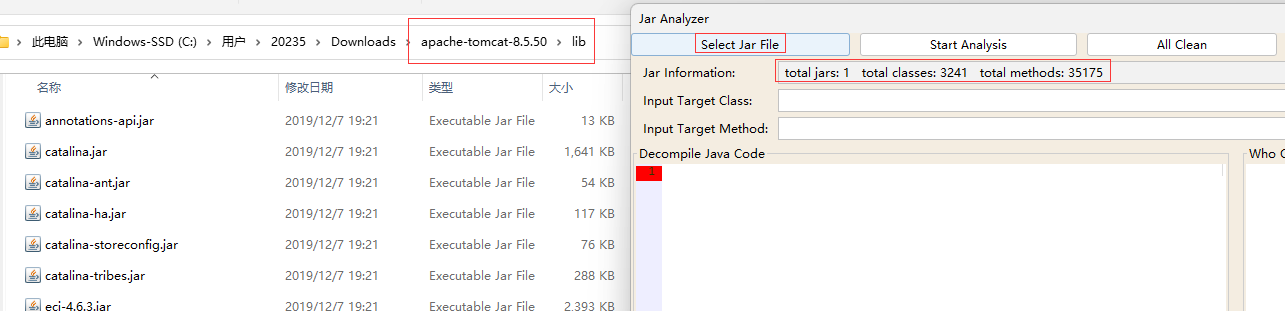 此电脑 > Windows-SSD (C:) > 用户 > 20235 > Downloads > apache-tomcat-8.5.50 > lib
名称 修改日期 类型 大小
annotations-api.jar 2019/12/7 19:21 Executable Jar File 13 KB
catalina.jar 2019/12/7 19:21 Executable Jar File 1,641 KB
catalina-ant.jar 2019/12/7 19:21 Executable Jar File 54 KB
catalina-ha.jar 2019/12/7 19:21 Executable Jar File 117 KB
catalina-storeconfig.jar 2019/12/7 19:21 Executable Jar File 76 KB
catalina-tribes.jar 2019/12/7 19:21 Executable Jar File 288 KB
ecj-4.6.3.jar 2019/12/7 19:21 Executable Jar File 2,393 KB
Jar Analyzer
Select Jar File Start Analysis All Clean
Jar Information: total jars: 1 total classes: 3241 total methods: 35175
Input Target Class:
Input Target Method:
Decompile Java Code Who
1